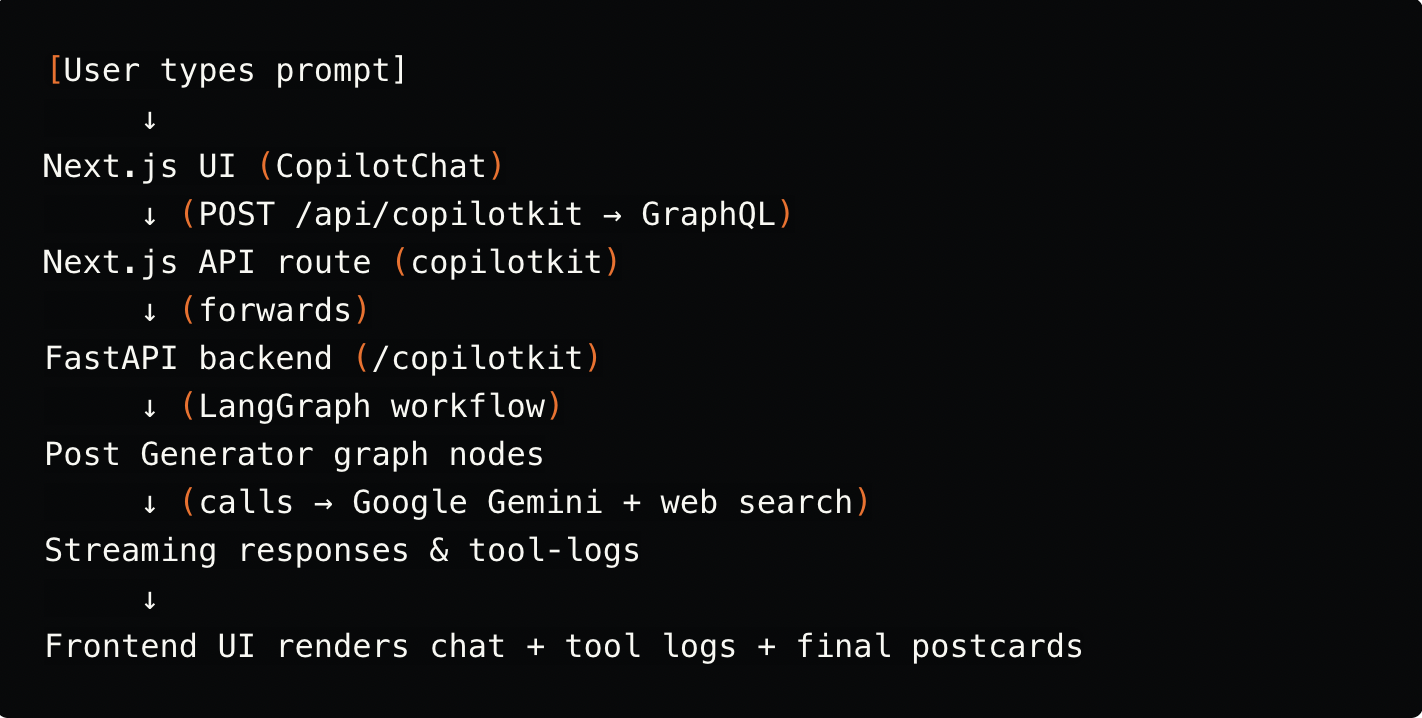 [User types prompt]
↓
Next.js UI (CopilotChat)
↓ (POST /api/copilotkit → GraphQL)
Next.js API route (copilotkit)
↓ (forwards)
FastAPI backend (/copilotkit)
↓ (LangGraph workflow)
Post Generator graph nodes
↓ (calls → Google Gemini + web search)
Streaming responses & tool-logs
↓
Frontend UI renders chat + tool logs + final postcards